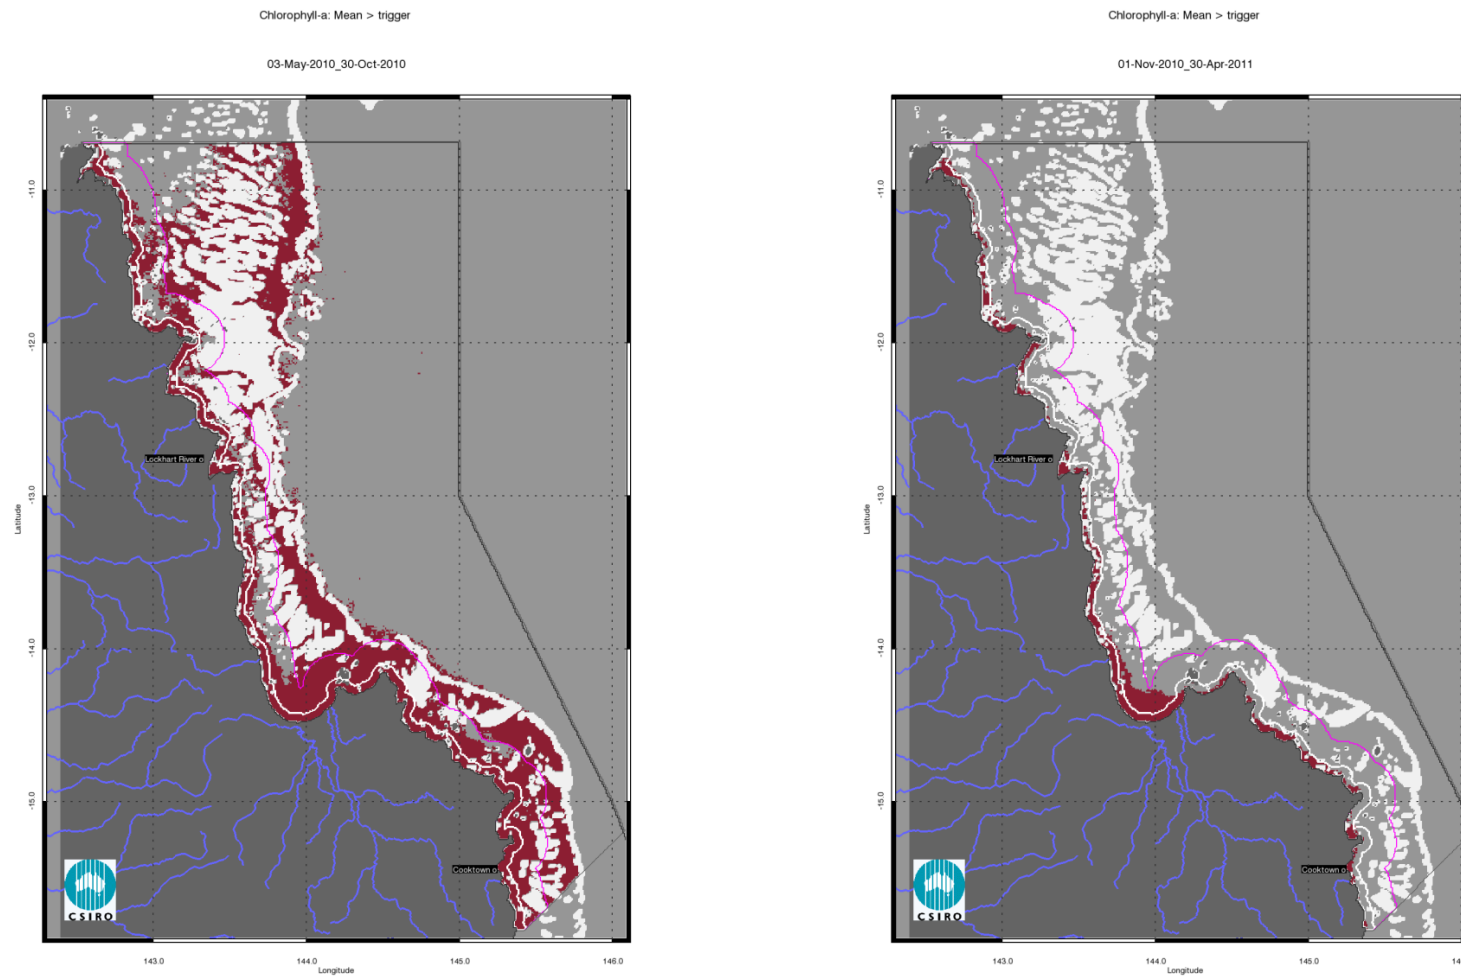 Chlorophyll-a: Mean > trigger
03-May-2010_30-Oct-2010
-11.0
-12.0
-13.0
-14.0
-15.0
Latitude
Lockhart River o
Cooktown o
CSIRO
143.0
144.0
145.0
146.0
Longitude
Chlorophyll-a: Mean > trigger
01-Nov-2010_30-Apr-2011
-11.0
-12.0
-13.0
-14.0
-15.0
Latitude
Lockhart River o
Cooktown o
CSIRO
143.0
144.0
145.0
14
Longitude